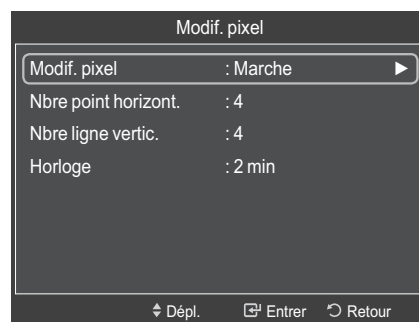 Modif. pixel
Modif. pixel : Marche ►
Nbre point horizont. : 4
Nbre ligne vertic. : 4
Horloge : 2 min
Dépl. Entrer Retour